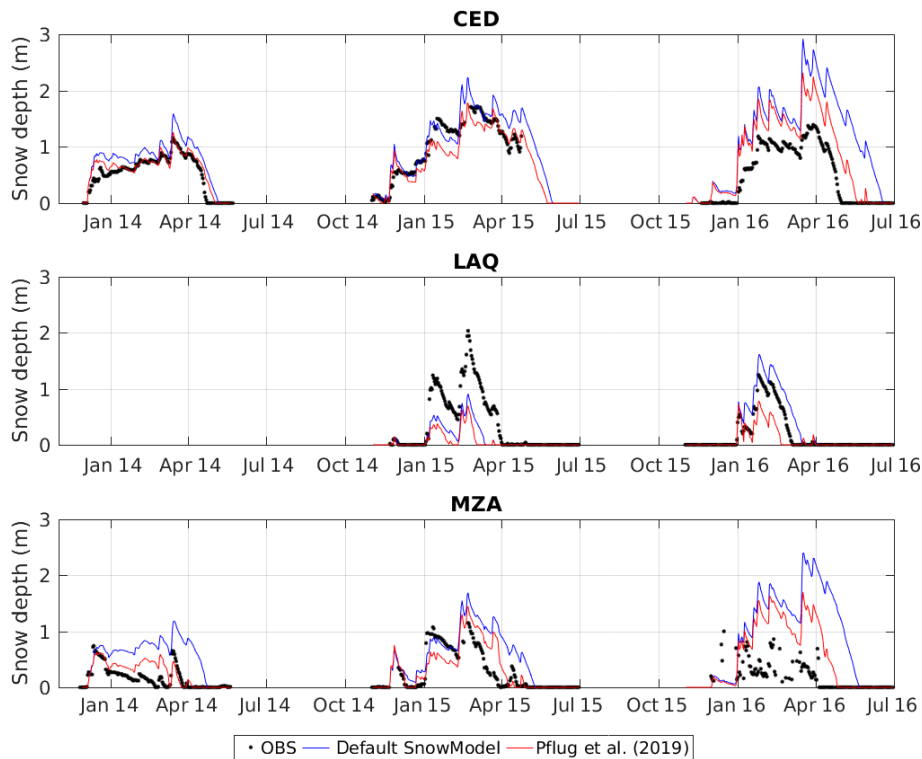 CED
Snow depth (m)
3
2
1
0
Jan 14 Apr 14 Jul 14 Oct 14 Jan 15 Apr 15 Jul 15 Oct 15 Jan 16 Apr 16 Jul 16
LAQ
Snow depth (m)
3
2
1
0
Jan 14 Apr 14 Jul 14 Oct 14 Jan 15 Apr 15 Jul 15 Oct 15 Jan 16 Apr 16 Jul 16
MZA
Snow depth (m)
3
2
1
0
Jan 14 Apr 14 Jul 14 Oct 14 Jan 15 Apr 15 Jul 15 Oct 15 Jan 16 Apr 16 Jul 16
OBS Default SnowModel Pflug et al. (2019)